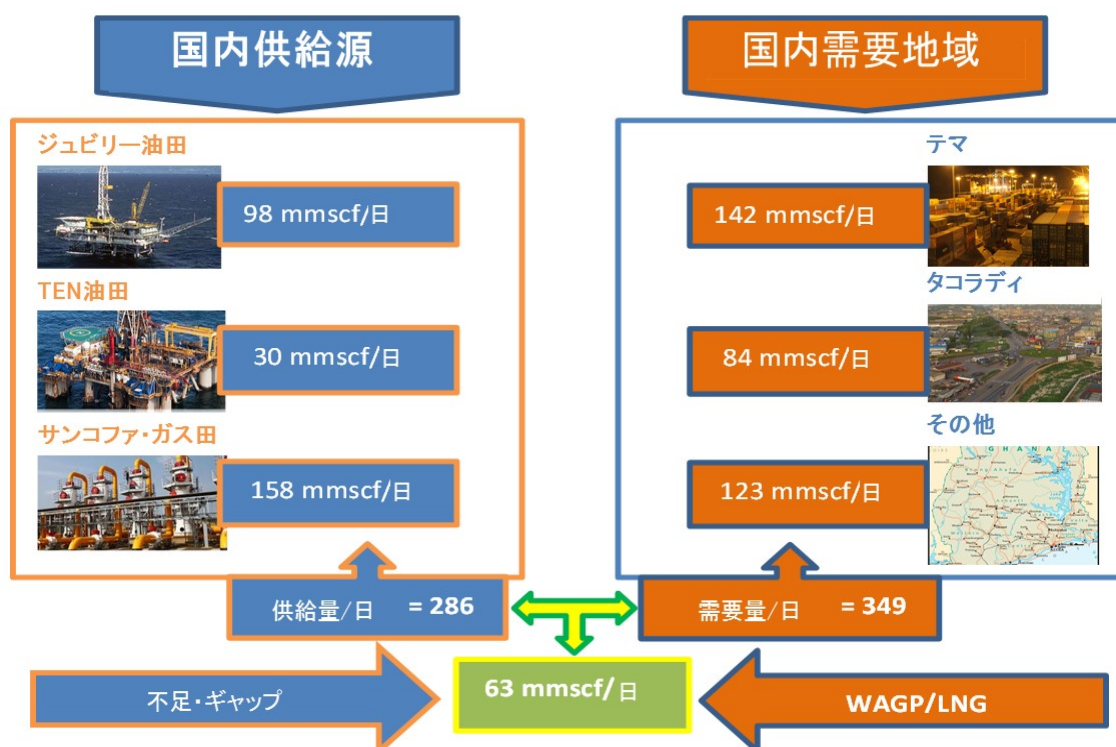 国内供給源
国内需要地域
ジュビリー油田
98 mmscf/日
TEN油田
30 mmscf/日
サンコファ・ガス田
158 mmscf/日
供給量/日 = 286
テマ
142 mmscf/日
タコラディ
84 mmscf/日
その他
GHANA
123 mmscf/日
需要量/日 = 349
不足・ギャップ
63 mmscf/日
WAGP/LNG